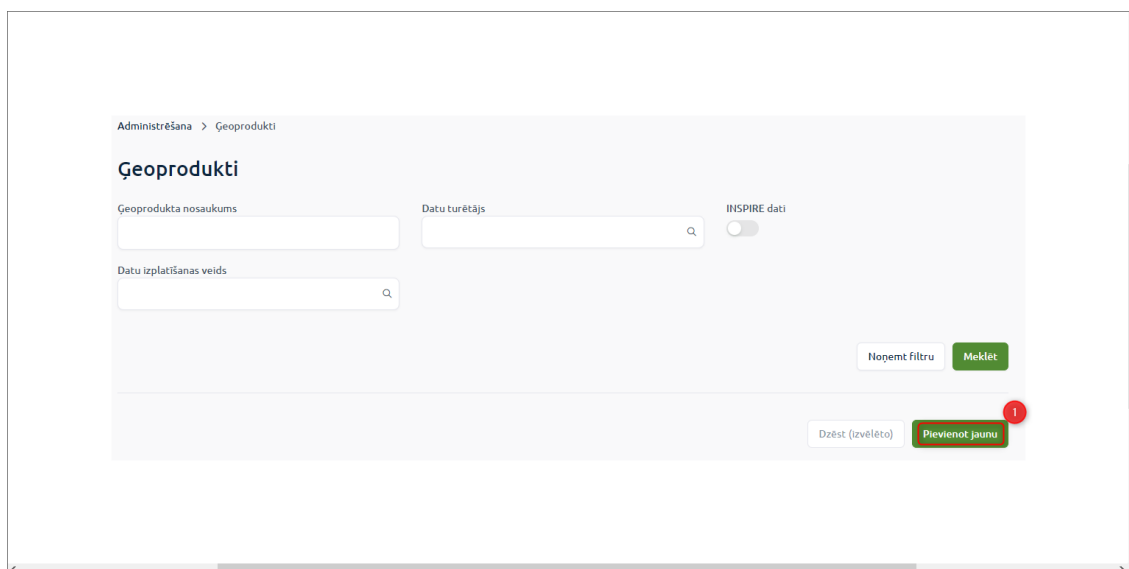 Administrēšana > Ģeoprodukti
Ģeoprodukti
Ģeoprodukta nosaukums
Datu turētājs
INSPIRE dati
Datu izplatīšanas veids
Noņemt filtru
Meklēt
1
Dzēst (izvēlēto)
Pievienot jaunu